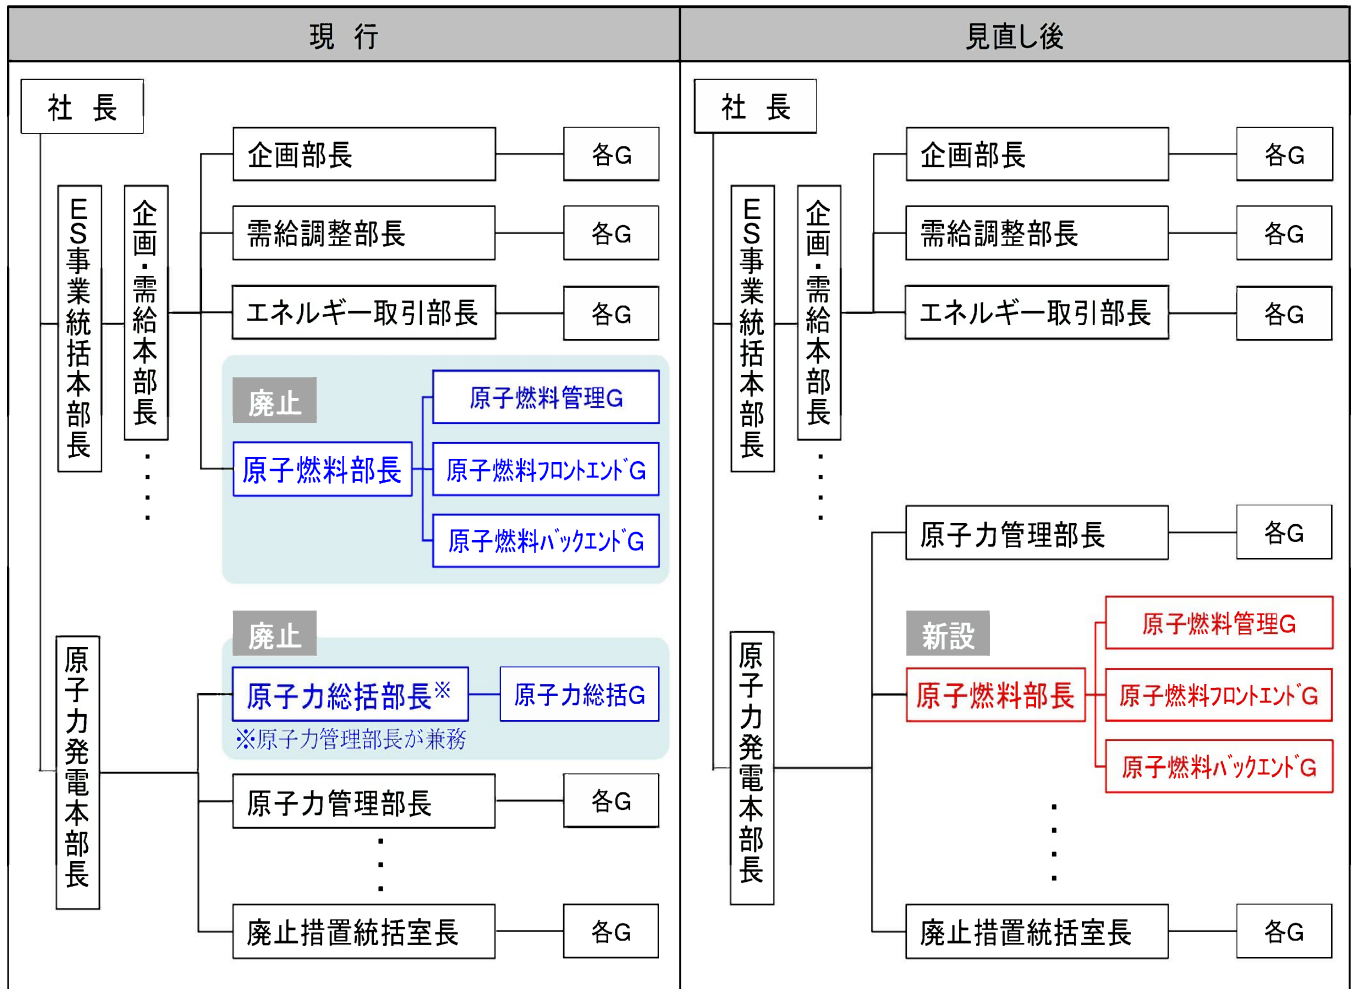 現 行
社 長
企画部長
各G
ES事業統括本部長
企画・需給本部長
需給調整部長
各G
エネルギー取引部長
各G
廃止
原子燃料管理G
原子燃料部長
原子燃料フロントエンドG
原子燃料バックエンドG
廃止
原子力発電本部長
原子力総括部長※
原子力総括G
※原子力管理部長が兼務
原子力管理部長
各G
廃止措置統括室長
各G
見直し後
社 長
企画部長
各G
ES事業統括本部長
企画・需給本部長
需給調整部長
各G
エネルギー取引部長
各G
原子力管理部長
各G
新設
原子燃料管理G
原子力発電本部長
原子燃料部長
原子燃料フロントエンドG
原子燃料バックエンドG
廃止措置統括室長
各G